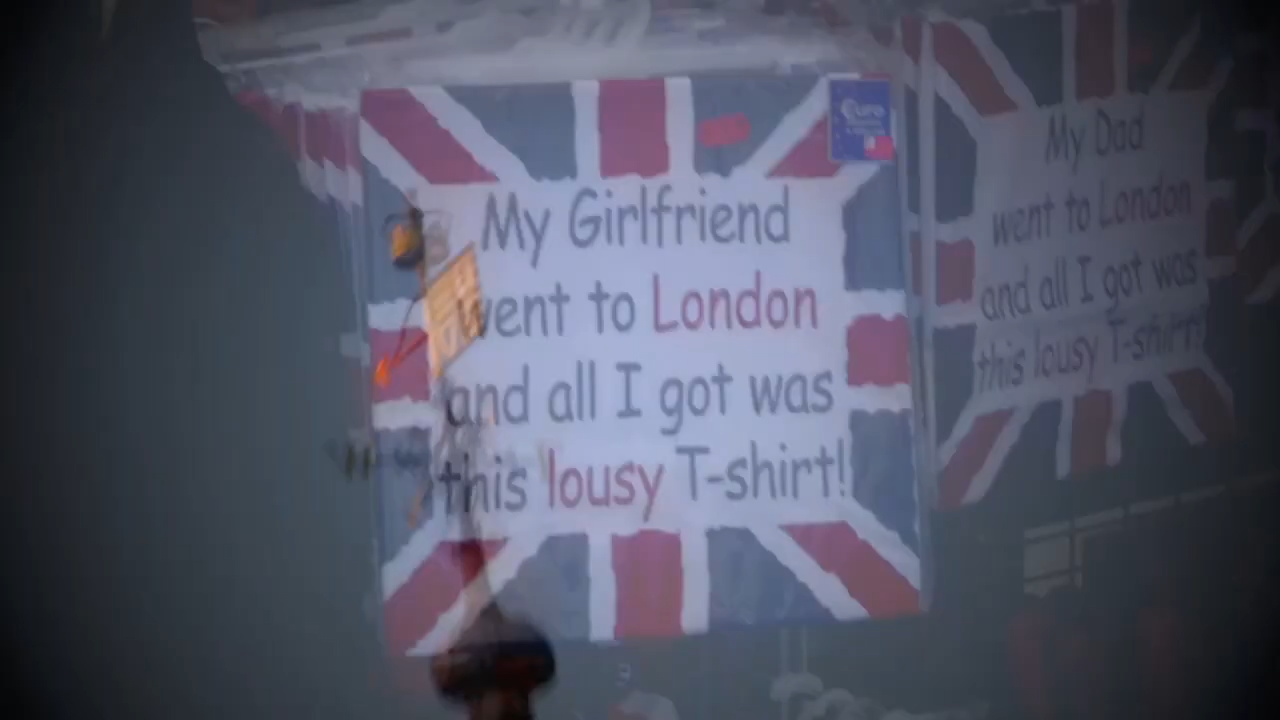 My Girlfriend
went to London
and all I got was
this lousy T-shirt!
Euro
My Dad
went to London
and all I got was
this lousy T-shirt!